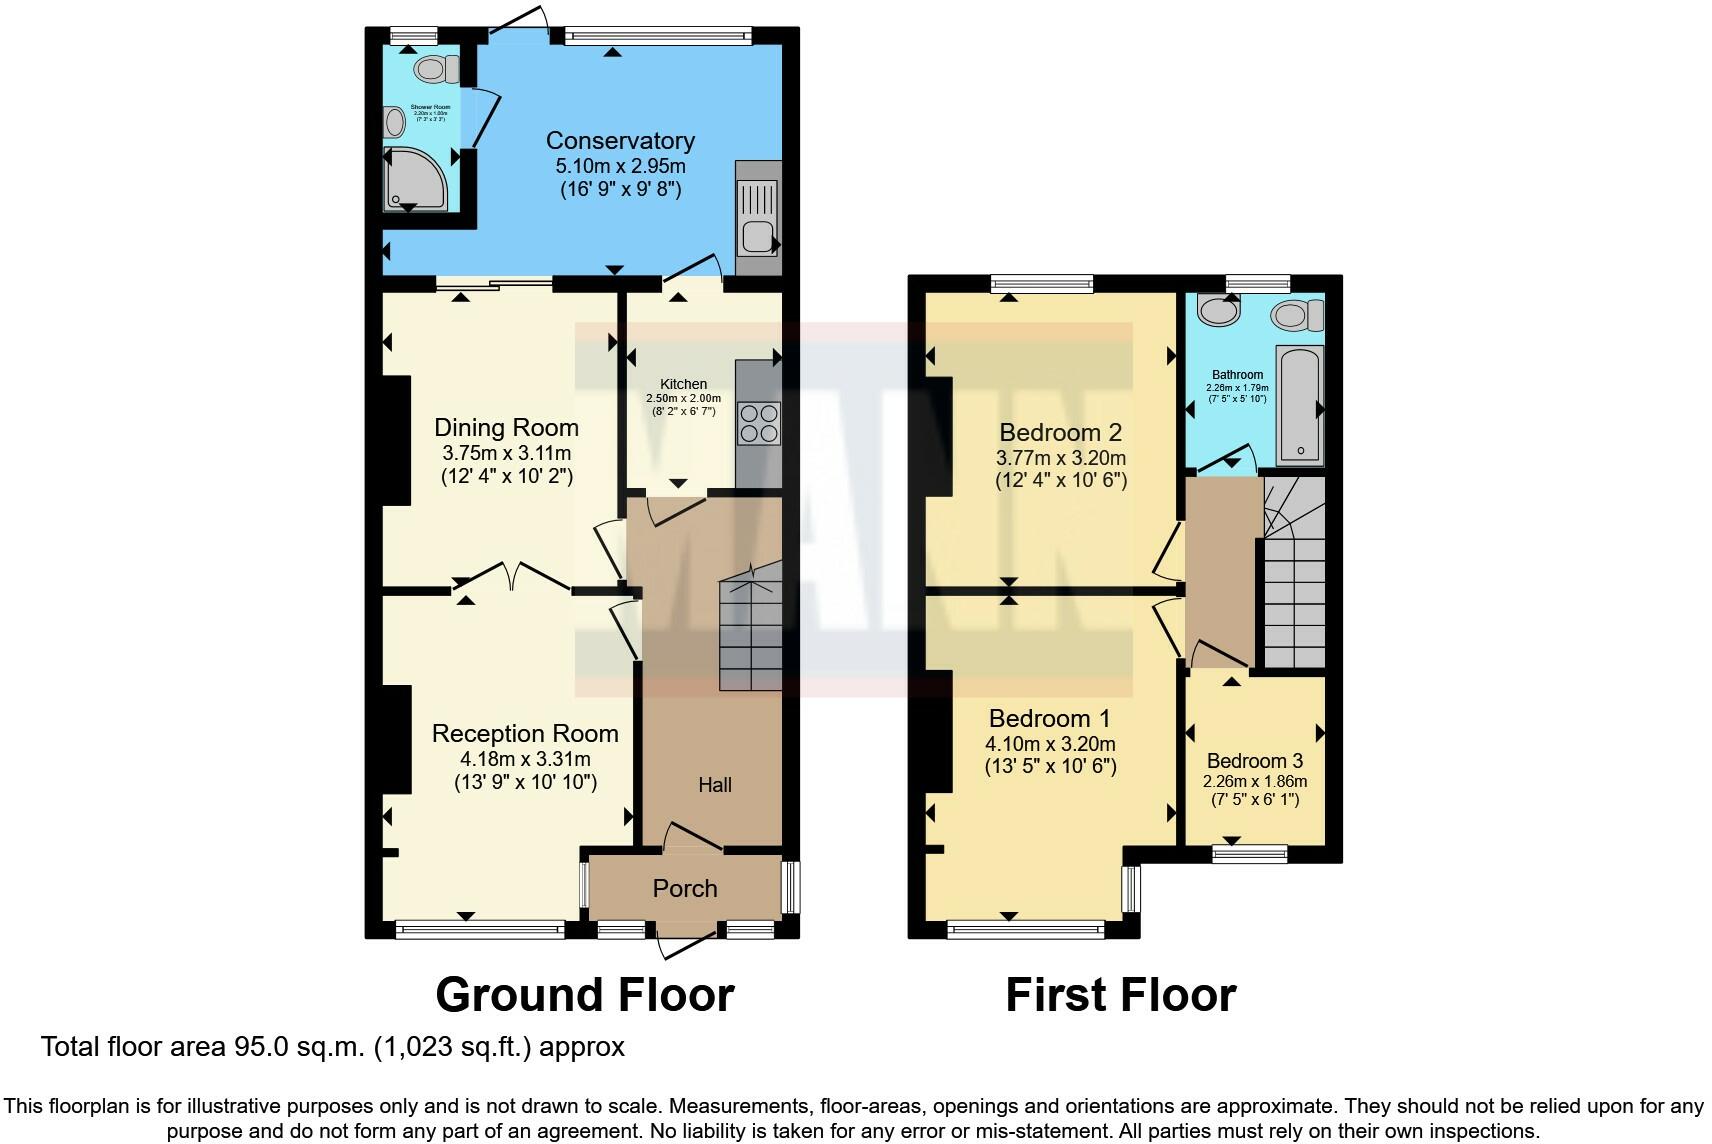 Shower Room
2.20m x 1.00m
(7' 3" x 3' 3")
Conservatory
5.10m x 2.95m
(16' 9" x 9' 8")
Kitchen
2.50m x 2.00m
(8' 2" x 6' 7")
Dining Room
3.75m x 3.11m
(12' 4" x 10' 2")
Reception Room
4.18m x 3.31m
(13' 9" x 10' 10")
Hall
Porch
Bathroom
2.26m x 1.79m
(7' 5" x 5' 10")
Bedroom 2
3.77m x 3.20m
(12' 4" x 10' 6")
Bedroom 1
4.10m x 3.20m
(13' 5" x 10' 6")
Bedroom 3
2.26m x 1.86m
(7' 5" x 6' 1")
MANN
Ground Floor
First Floor
Total floor area 95.0 sq.m. (1,023 sq.ft.) approx
This floorplan is for illustrative purposes only and is not drawn to scale. Measurements, floor-areas, openings and orientations are approximate. They should not be relied upon for any
purpose and do not form any part of an agreement. No liability is taken for any error or mis-statement. All parties must rely on their own inspections.